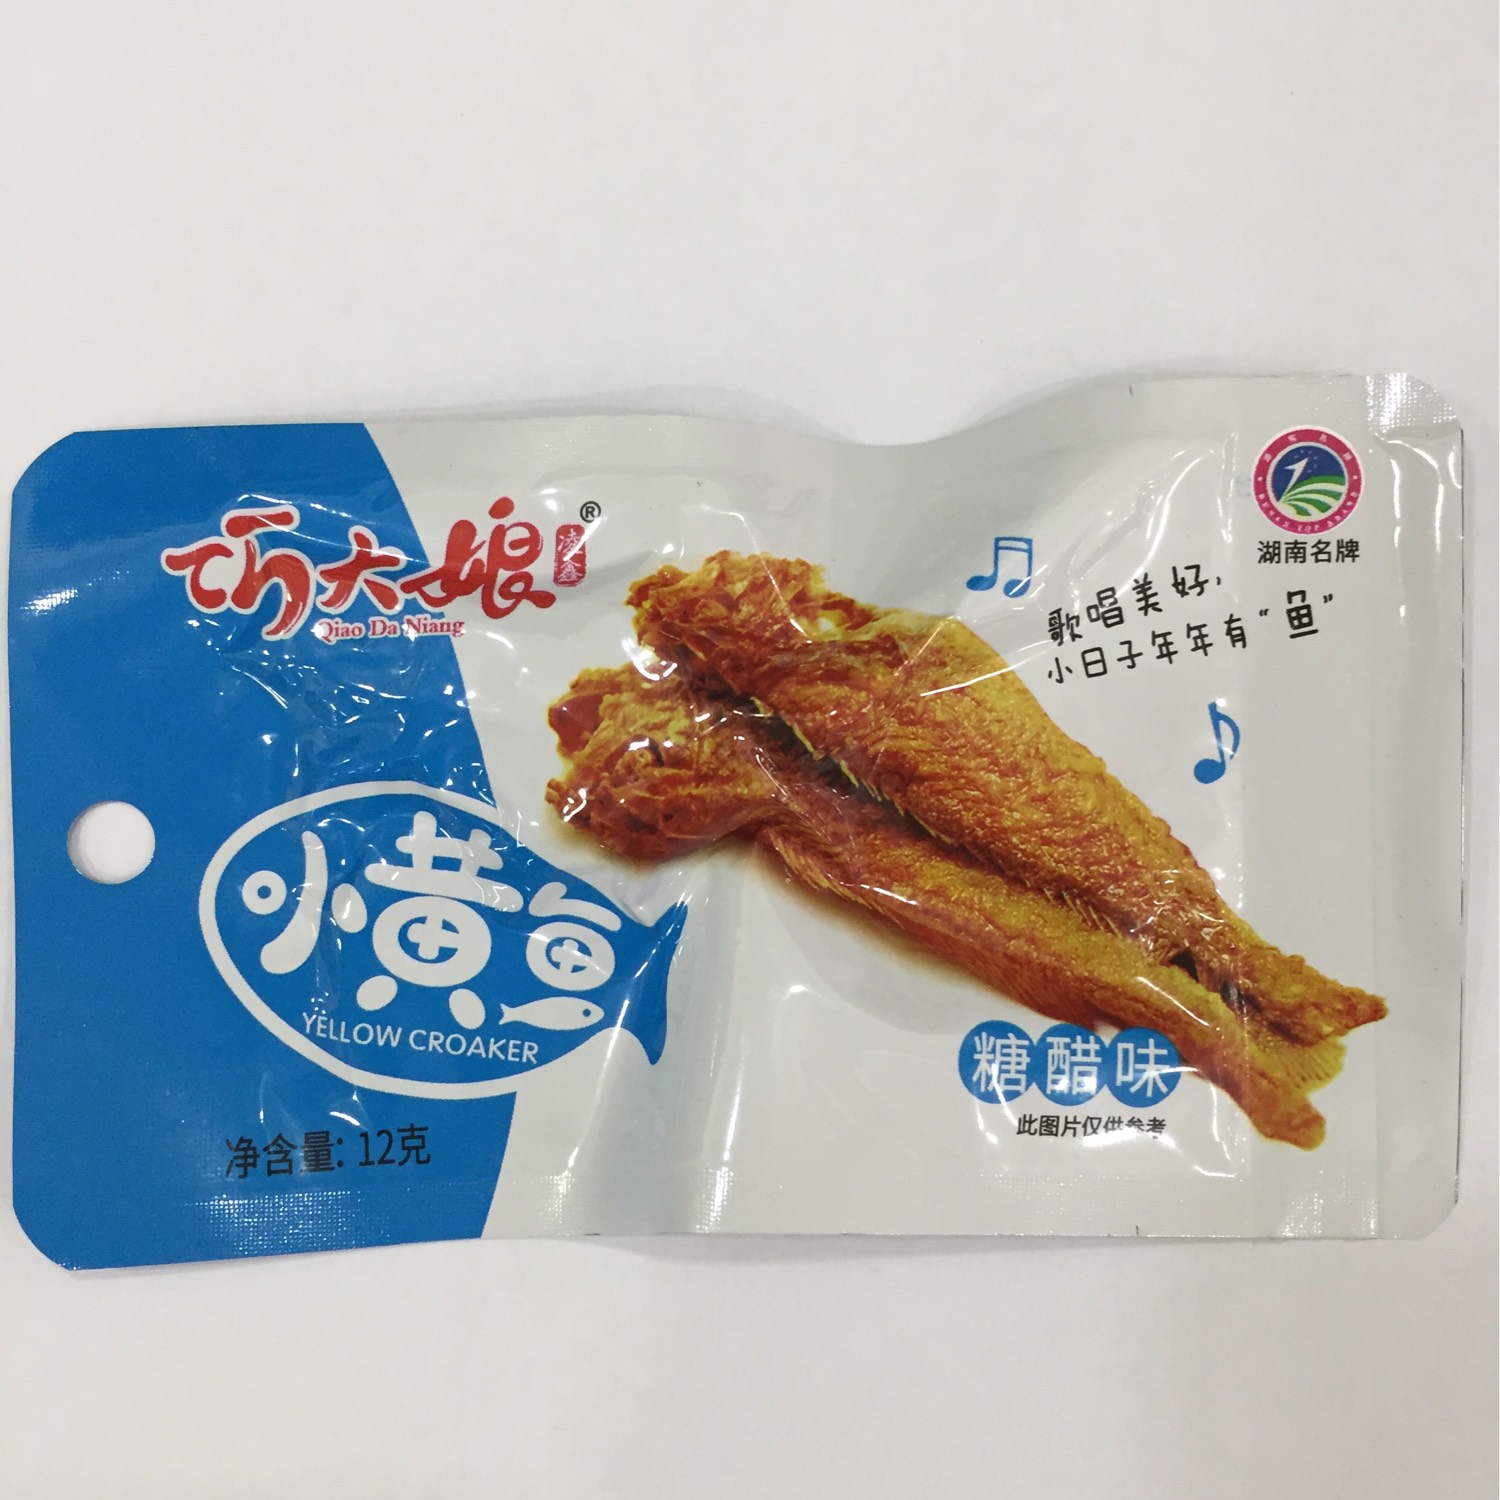 巧大娘®
凌鑫
Qiao Da Niang
湖南名牌
歌唱美好,
小日子年年有“鱼”
小黄鱼
YELLOW CROAKER
糖醋味
此图片仅供参考
净含量: 12克